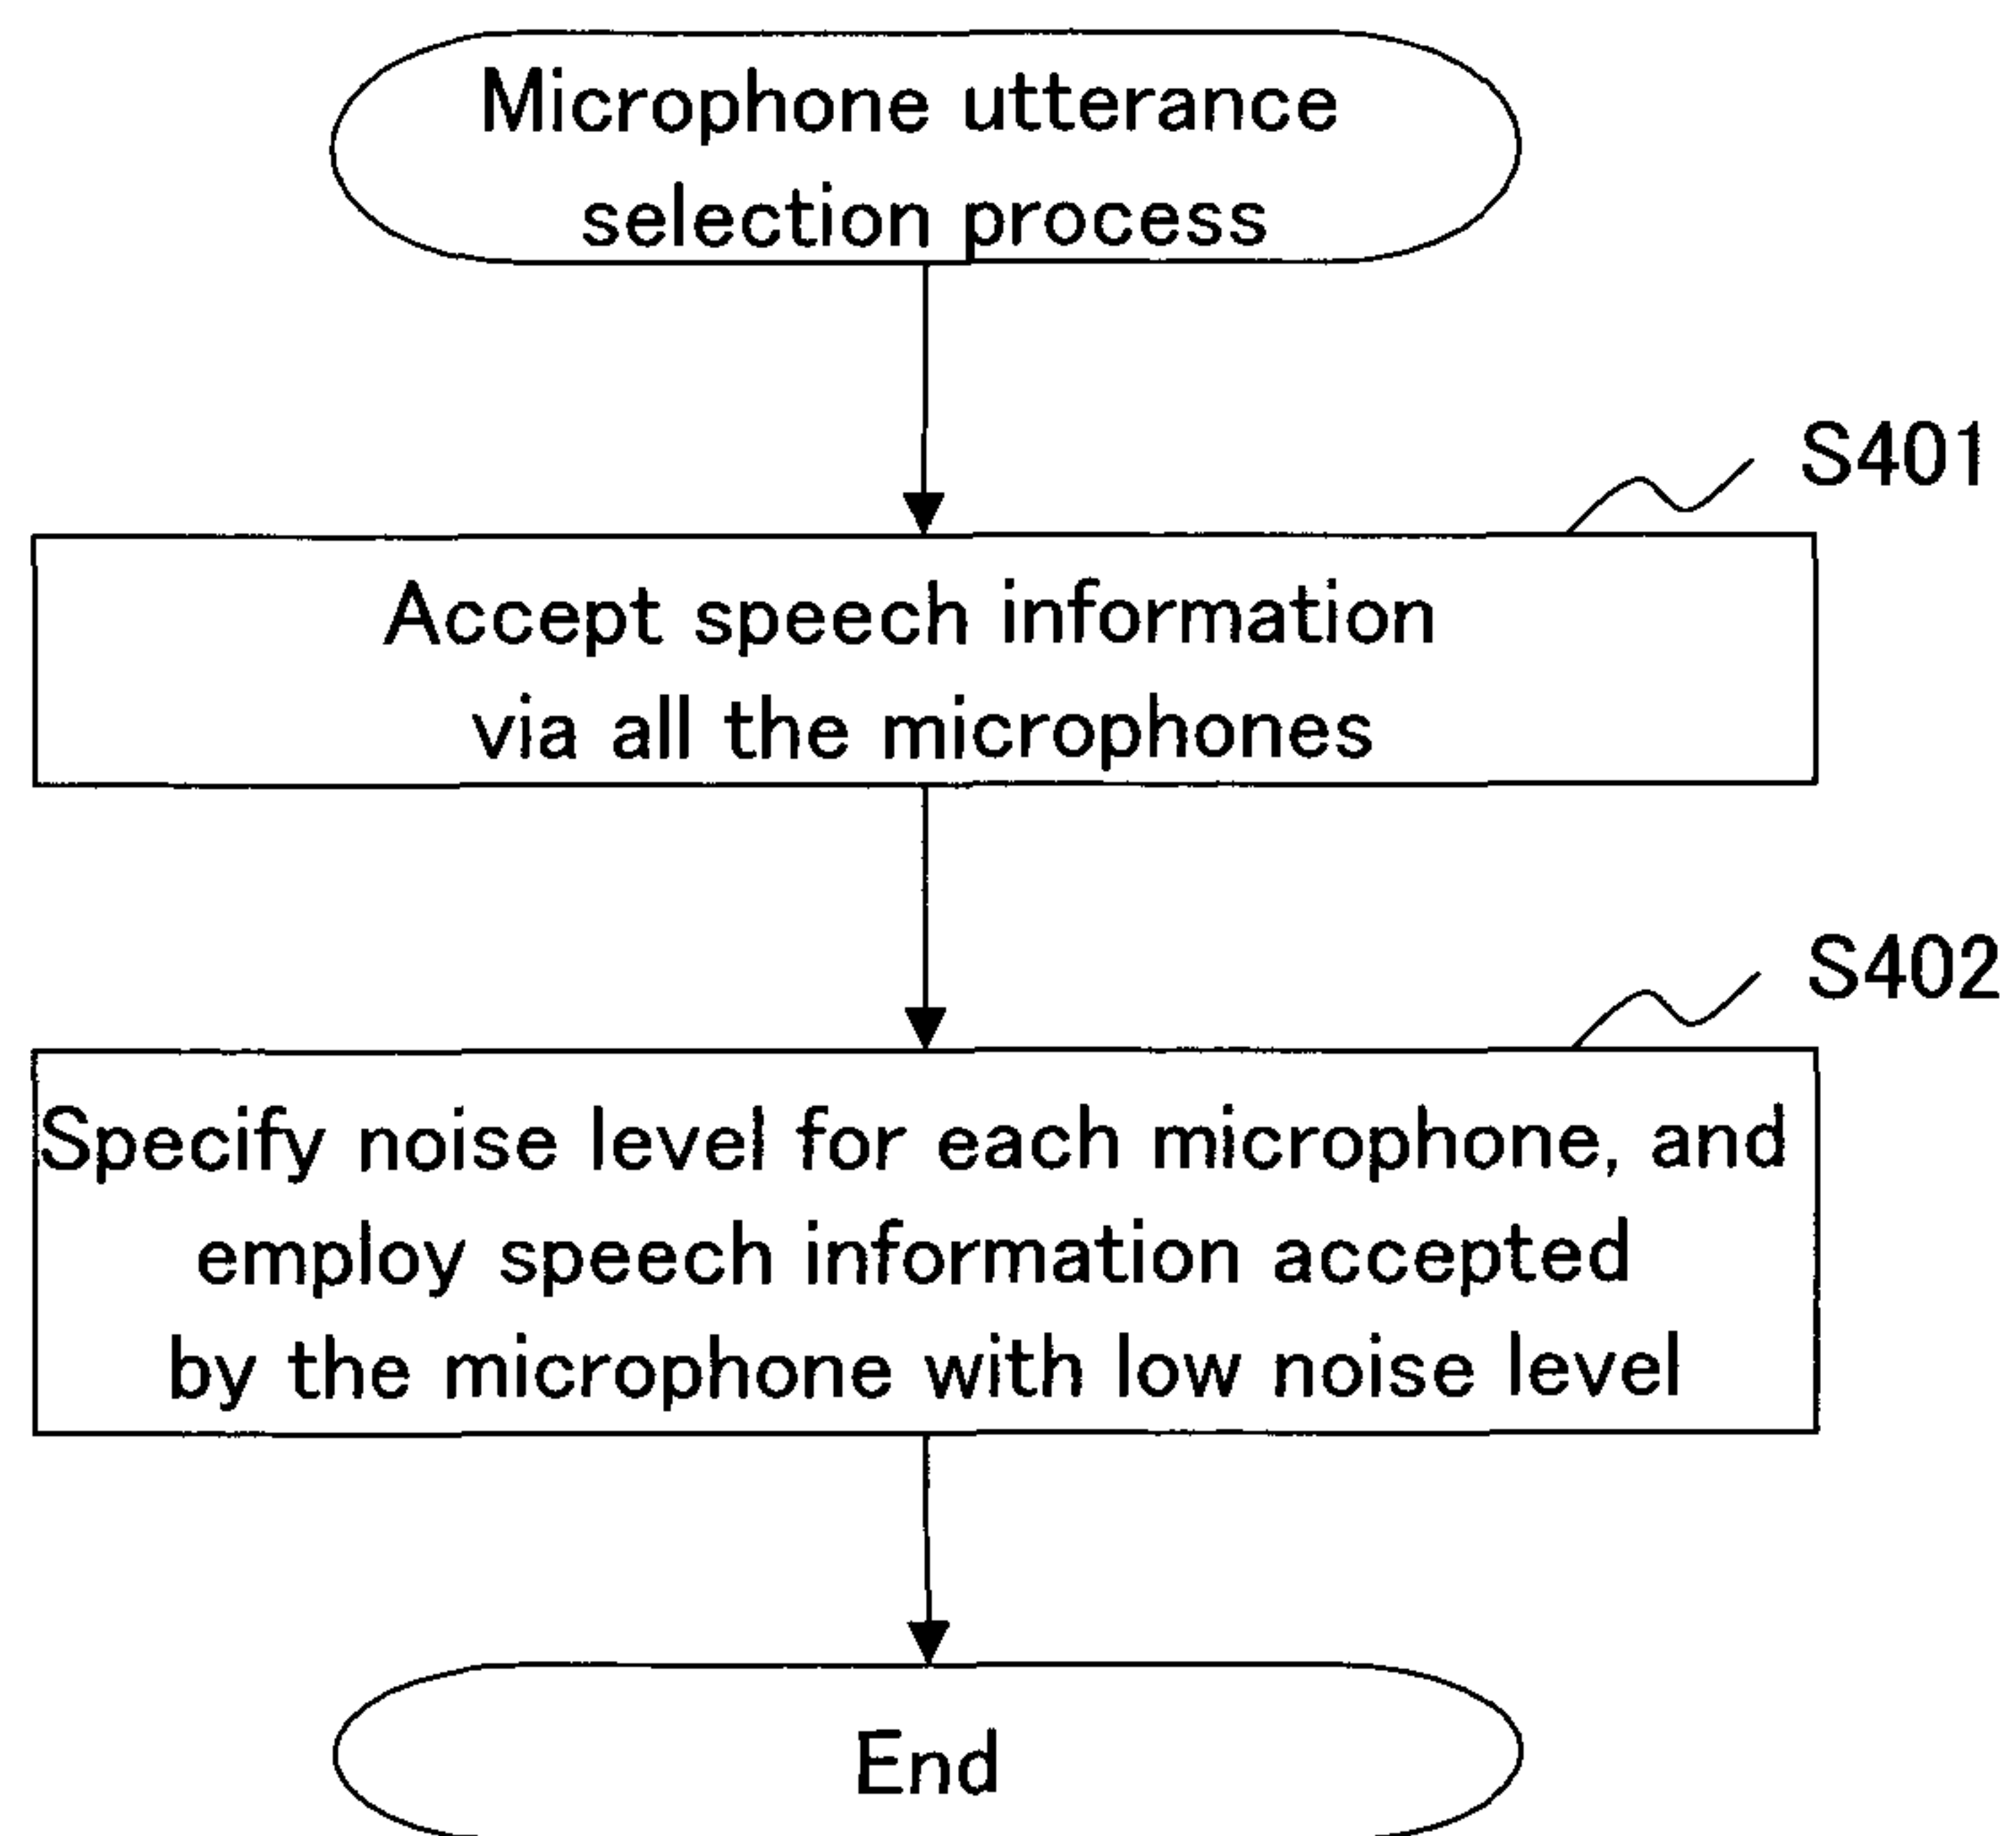 Microphone utterance
selection process
S401
Accept speech information
via all the microphones
S402
Specify noise level for each microphone, and
employ speech information accepted
by the microphone with low noise level
End